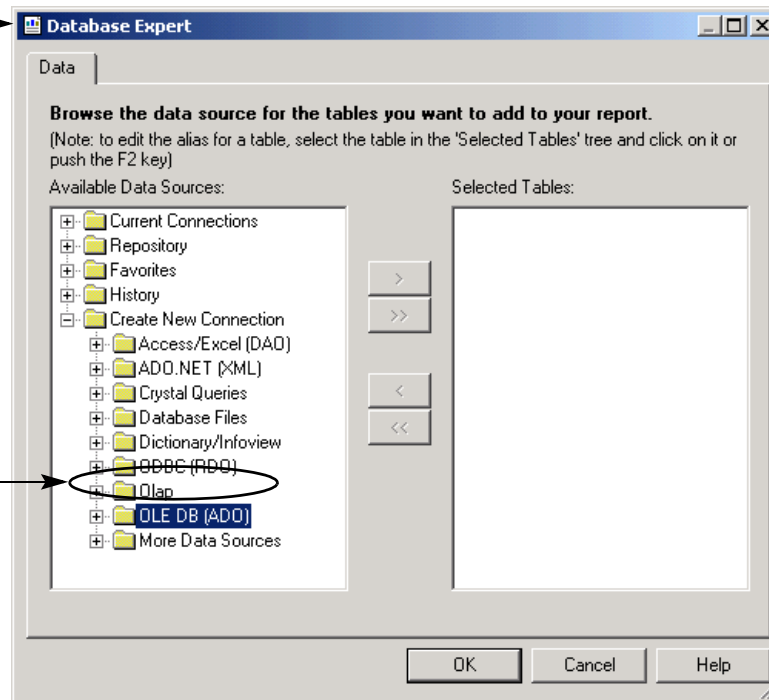 Database Expert
Data
Browse the data source for the tables you want to add to your report.
(Note: to edit the alias for a table, select the table in the 'Selected Tables' tree and click on it or
push the F2 key)
Available Data Sources:
Selected Tables:
Current Connections
Repository
Favorites
History
Create New Connection
Access/Excel (DAO)
ADO.NET (XML)
Crystal Queries
Database Files
Dictionary/Infoview
ODBC (RDO)
Olap
OLE DB (ADO)
More Data Sources
>
>>
<
<<
OK
Cancel
Help